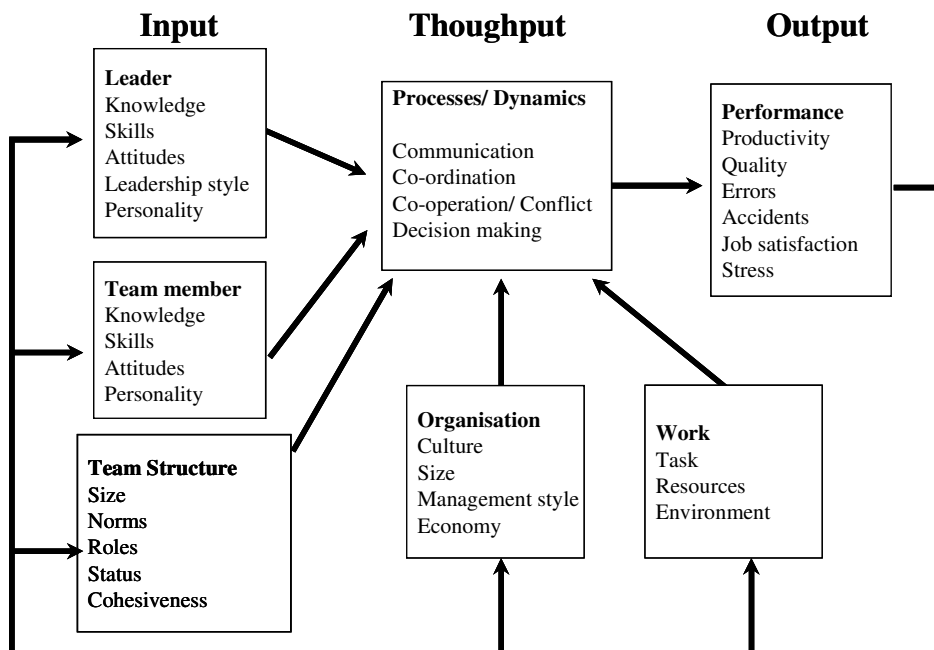 Input
Thoughput
Output
Leader
Knowledge
Skills
Attitudes
Leadership style
Personality
Team member
Knowledge
Skills
Attitudes
Personality
Team Structure
Size
Norms
Roles
Status
Cohesiveness
Processes/ Dynamics
Communication
Co-ordination
Co-operation/ Conflict
Decision making
Organisation
Culture
Size
Management style
Economy
Work
Task
Resources
Environment
Performance
Productivity
Quality
Errors
Accidents
Job satisfaction
Stress